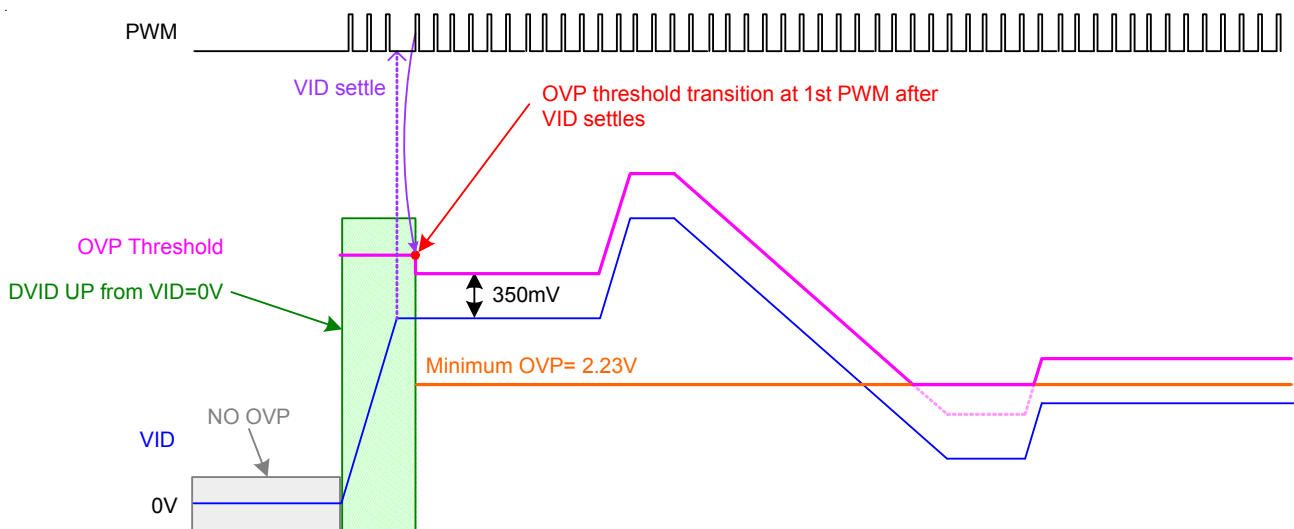 PWM
VID settle
OVP threshold transition at 1st PWM after
VID settles
OVP Threshold
DVID UP from VID=0V
350mV
Minimum OVP= 2.23V
NO OVP
VID
0V